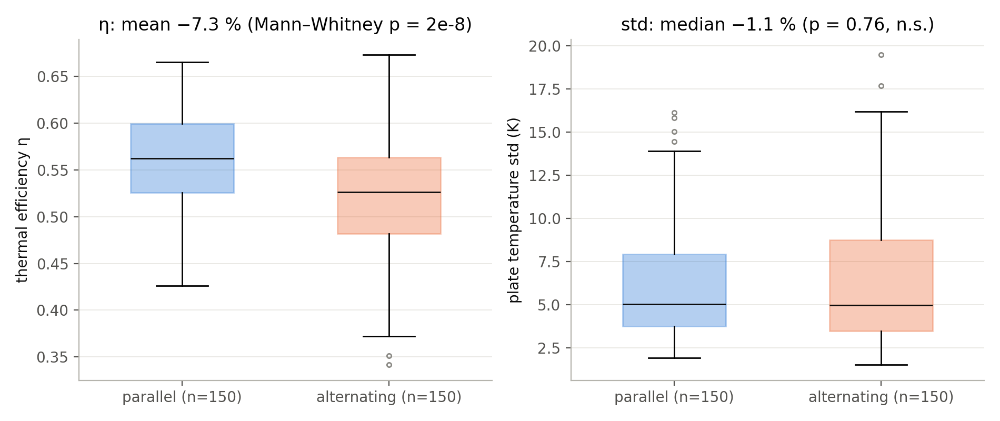 η: mean −7.3 % (Mann–Whitney p = 2e-8)
thermal efficiency η
0.65
0.60
0.55
0.50
0.45
0.40
0.35
parallel (n=150)
alternating (n=150)
std: median −1.1 % (p = 0.76, n.s.)
plate temperature std (K)
20.0
17.5
15.0
12.5
10.0
7.5
5.0
2.5
parallel (n=150)
alternating (n=150)